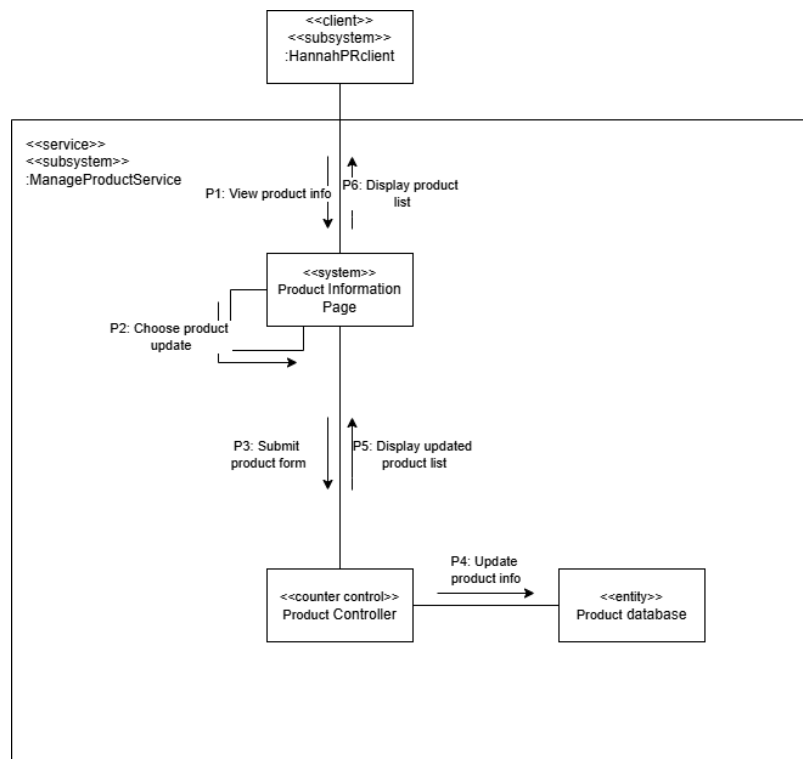 <<client>>
<<subsystem>>
:HannahPRclient
<<service>>
<<subsystem>>
:ManageProductService
P1: View product info
P6: Display product
list
<<system>>
Product Information
Page
P2: Choose product
update
P3: Submit
product form
P5: Display updated
product list
<<counter control>>
Product Controller
P4: Update
product info
<<entity>>
Product database